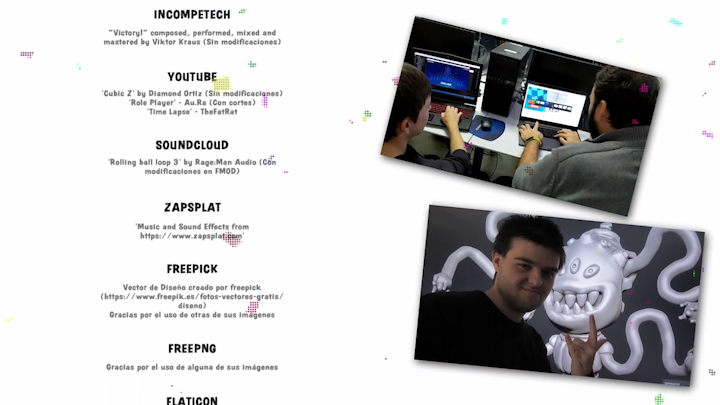 INCOMPETECH
"Victory!" composed, performed, mixed and
mastered by Viktor Kraus (Sin modificaciones)
YOUTUBE
'Cubic Z' by Diamond Ortiz (Sin modificaciones)
'Role Player' - Au.Ra (Con cortes)
'Time Lapse' - TheFatRat
SOUNDCLOUD
'Rolling ball loop 3' by Rage:Man Audio (Con
modificaciones en FMOD)
ZAPSPLAT
'Music and Sound Effects from
https://www.zapsplat.com'
FREEPICK
Vector de Diseño creado por freepick
(https://www.freepik.es/fotos-vectores-gratis/
diseno)
Gracias por el uso de otras de sus imágenes
FREEPNG
Gracias por el uso de alguna de sus imágenes
FLATICON